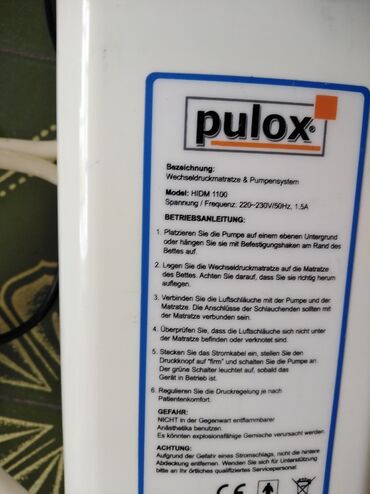 pulox®
Bezeichnung:
Wechseldruckmatratze & Pumpensystem
Model: HIDM 1100
Spannung / Frequenz: 220~230V/50Hz, 1.5A
BETRIEBSANLEITUNG:
1. Platzieren Sie die Pumpe auf einem ebenen Untergrund
oder hängen Sie sie mit Befestigungshaken am Rand des
Bettes auf.
2. Legen Sie die Wechseldruckmatratze auf die Matratze
des Bettes. Achten Sie darauf, dass Sie sie richtig herum
aufliegen.
3. Verbinden Sie die Luftschläuche mit der Pumpe und der
Matratze. Die Anschlüsse der Schlauchenden sollten mit
der Matratze verbunden sein.
4. Überprüfen Sie, dass die Luftschläuche sich nicht unter
der Matratze befinden oder verknotet sind.
5. Stecken Sie das Stromkabel ein, stellen Sie den
Druckknopf auf "firm" und schalten Sie die Pumpe an.
Der grüne Schalter leuchtet auf, sobald das
Gerät in Betrieb ist.
6. Regulieren Sie die Druckregelung je nach
Patientenkomfort.
GEFAHR:
NICHT in der Gegenwart entflammbarer
Anästhetika benutzen.
Es könnten explosionsfähige Gemische verursacht werden.
ACHTUNG:
Aufgrund der Gefahr eines Stromschlags, nicht die hintere
Abdeckung entfernen. Wenden Sie sich für Unterstützung
bitte an Ihr örtliches qualifiziertes Servicepersonel.
CE